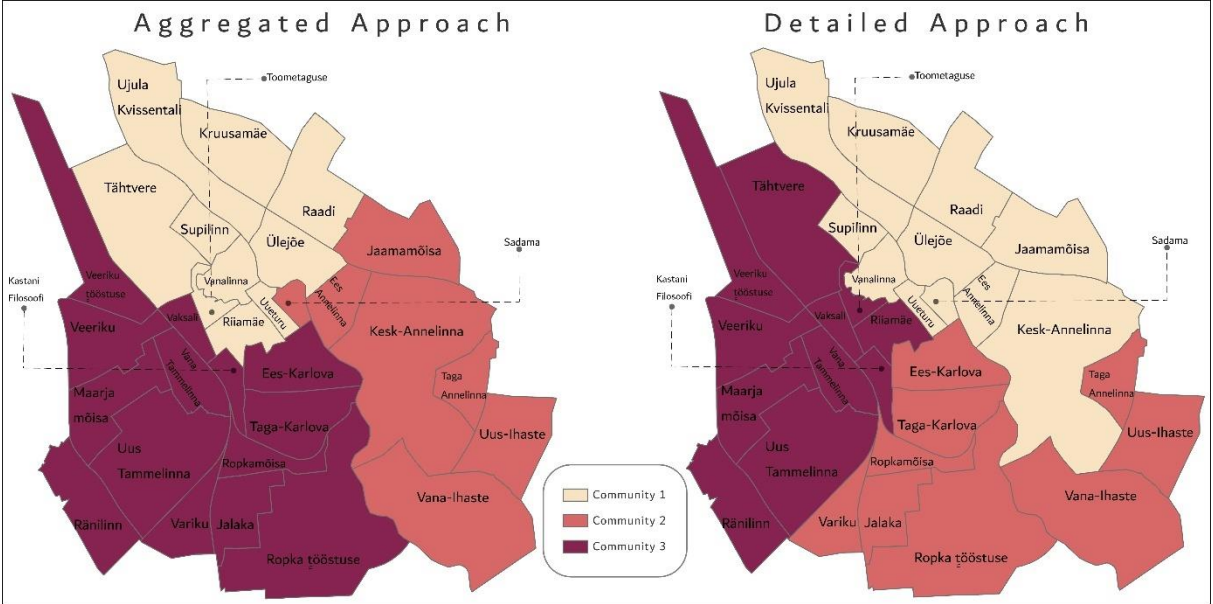 Aggregated Approach
Detailed Approach
Ujula
Kvissentali
Toometaguse
Kruusamäe
Tähtvere
Raadi
Supilinn
Ülejõe
Jaamamõisa
Sadama
Kastani
Filosoofi
Veeriku
tööstuse
Vanalinna
Ees
Annelinna
Veeriku
Vaksali
Riiamäe
Uueturu
Kesk-Annelinna
Vana
Tammelinna
Ees-Karlova
Maarja
mõisa
Taga
Annelinna
Taga-Karlova
Uus-Ihaste
Uus
Tammelinna
Ropkamõisa
Vana-Ihaste
Ränilinn
Variku
Jalaka
Ropka tööstuse
Community 1
Community 2
Community 3
Ujula
Kvissentali
Toometaguse
Kruusamäe
Tähtvere
Raadi
Supilinn
Ülejõe
Jaamamõisa
Sadama
Kastani
Filosoofi
Veeriku
tööstuse
Vanalinna
Ees
Annelinna
Veeriku
Vaksali
Riiamäe
Uueturu
Kesk-Annelinna
Vana
Tammelinna
Ees-Karlova
Maarja
mõisa
Taga
Annelinna
Taga-Karlova
Uus-Ihaste
Uus
Tammelinna
Ropkamõisa
Vana-Ihaste
Ränilinn
Variku
Jalaka
Ropka tööstuse